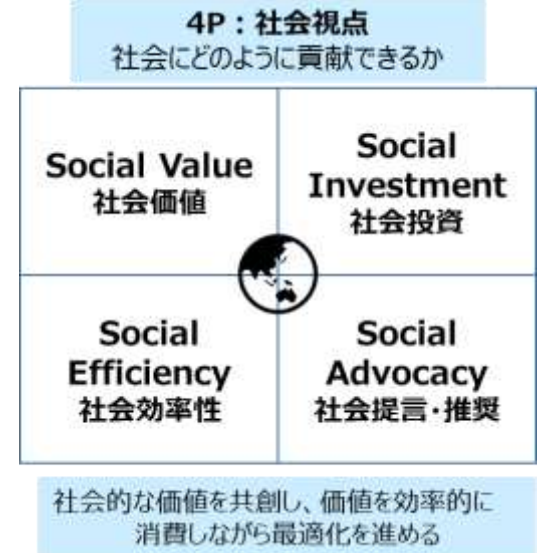 4P：社会視点
社会にどのように貢献できるか
Social Value
社会価値
Social
Investment
社会投資
Social
Efficiency
社会効率性
Social
Advocacy
社会提言・推奨
社会的な価値を共創し、価値を効率的に
消費しながら最適化を進める